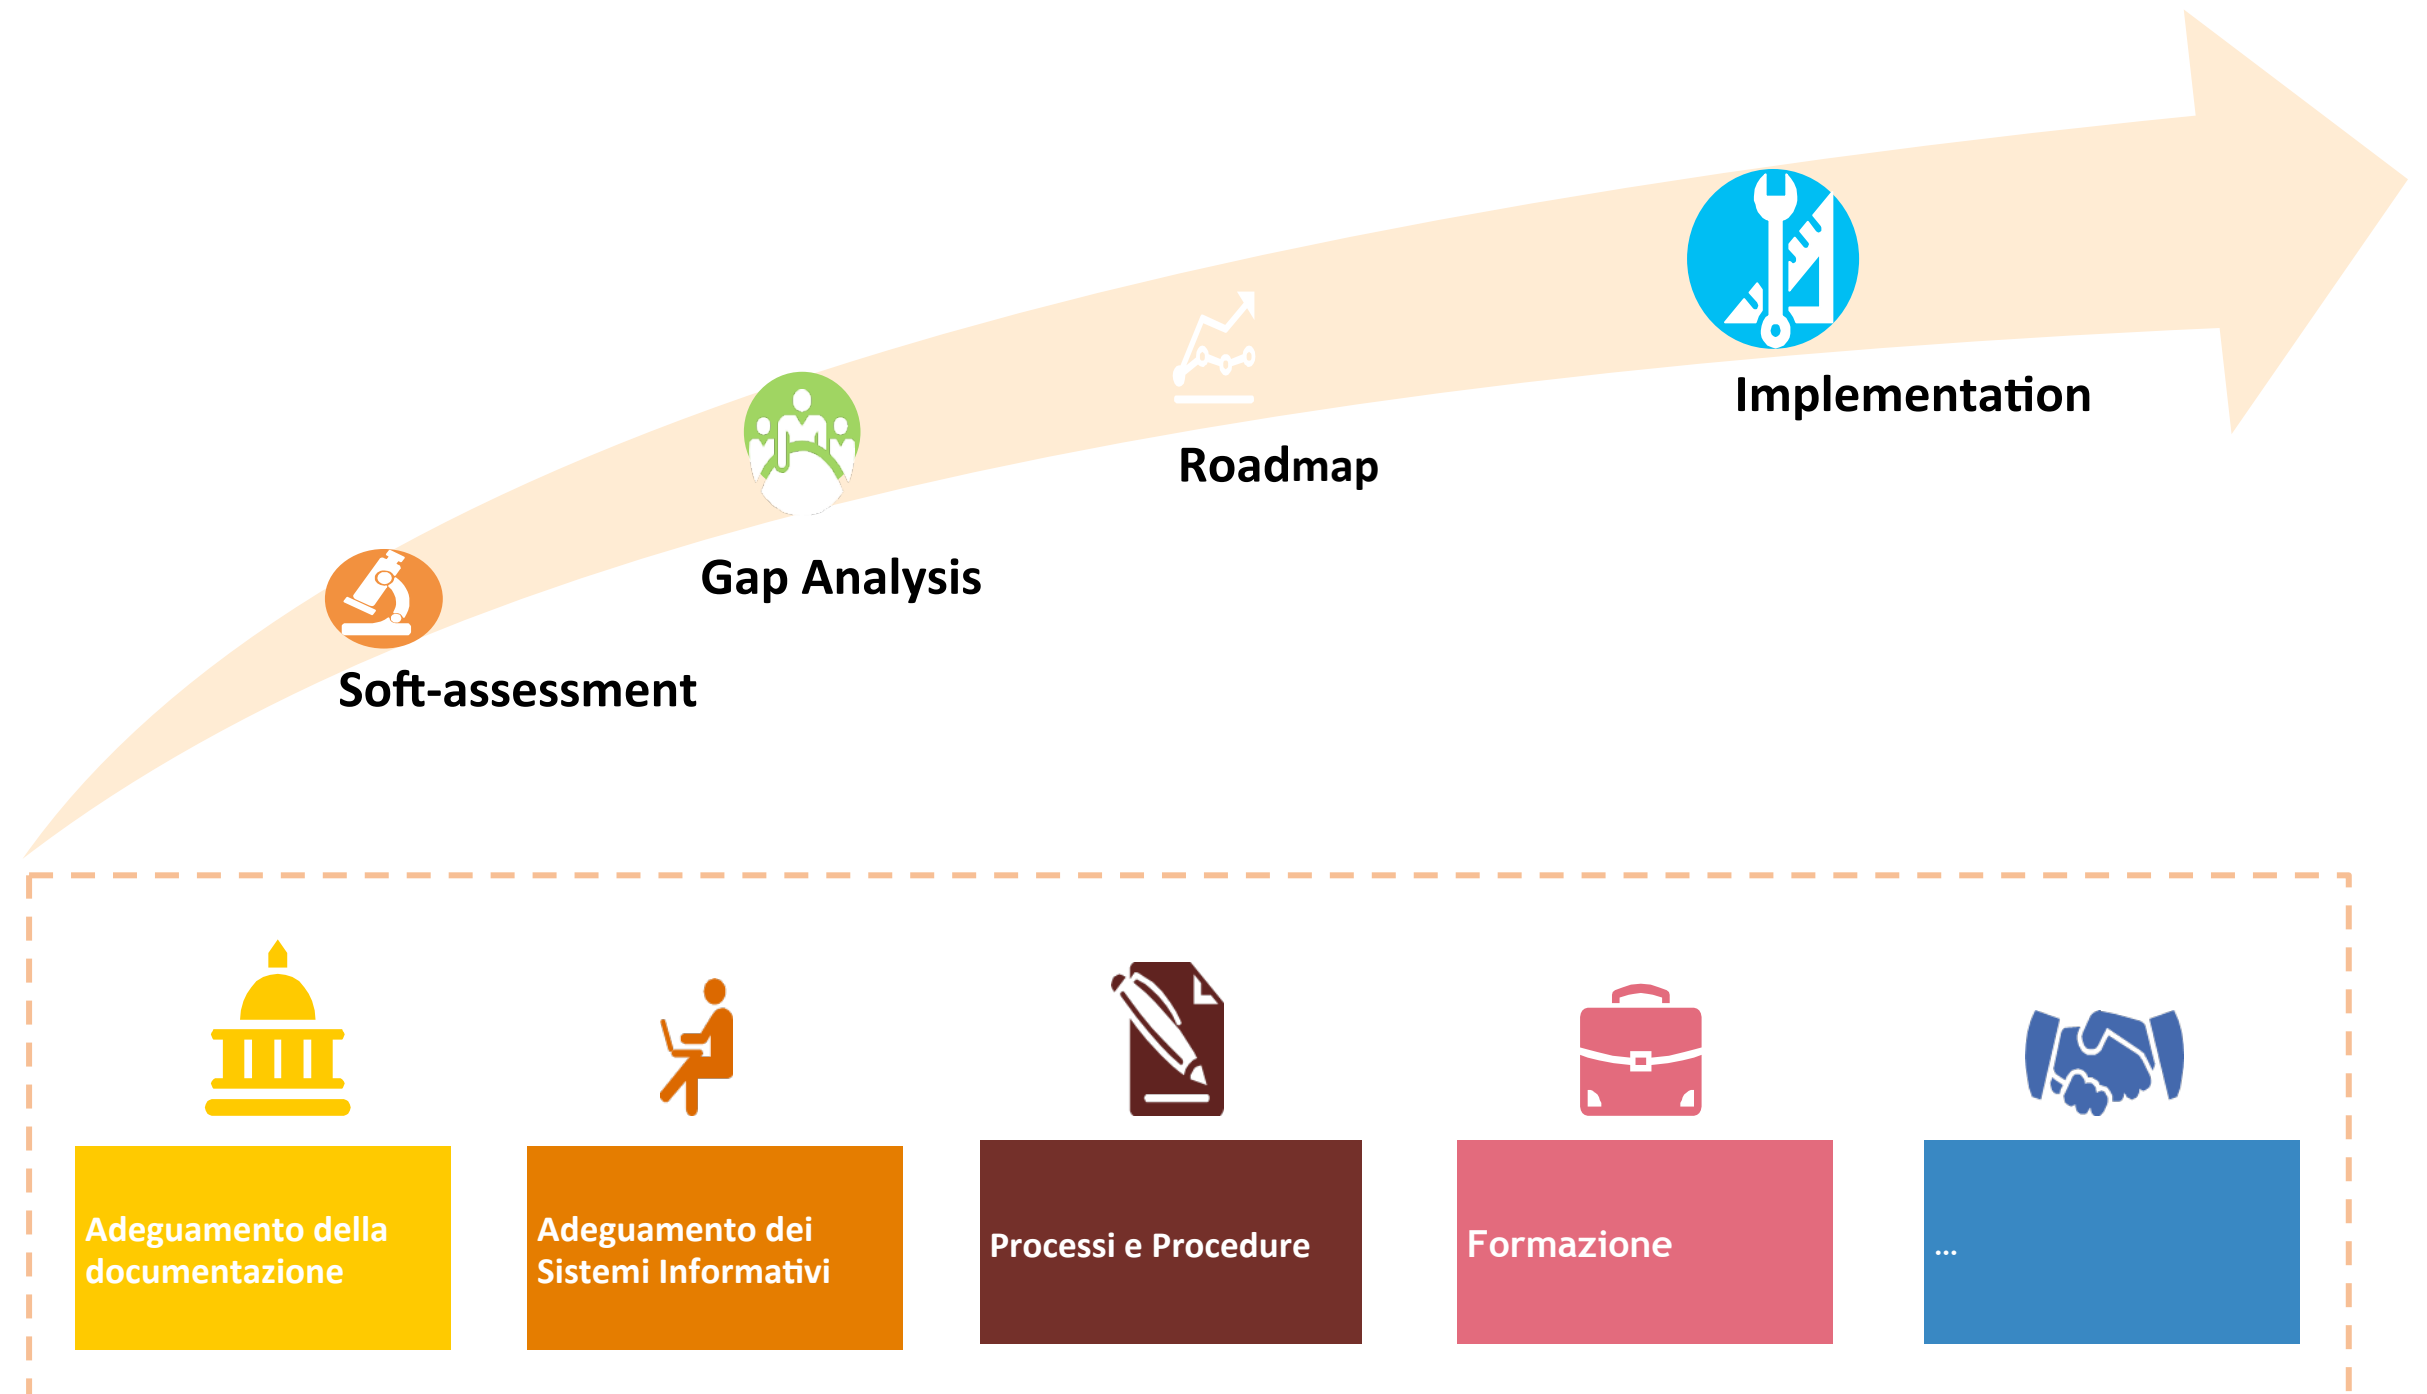 Implementation
Roadmap
Gap Analysis
Soft-assessment
Adeguamento della
documentazione
Adeguamento dei
Sistemi Informativi
Processi e Procedure
Formazione
...